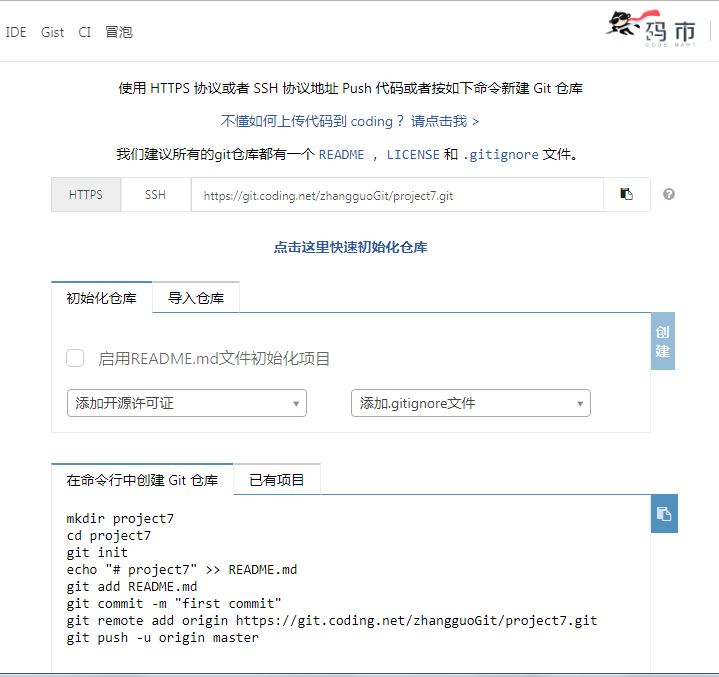 IDE Gist CI 冒泡
码市
CODE MART
使用 HTTPS 协议或者 SSH 协议地址 Push 代码或者按如下命令新建 Git 仓库
不懂如何上传代码到 coding ？ 请点击我 >
我们建议所有的git仓库都有一个 README ， LICENSE 和 .gitignore 文件。
HTTPS SSH https://git.coding.net/zhangguoGit/project7.git
点击这里快速初始化仓库
初始化仓库 导入仓库
创建
启用README.md文件初始化项目
添加开源许可证 添加.gitignore文件
在命令行中创建 Git 仓库 已有项目
mkdir project7
cd project7
git init
echo "# project7" >> README.md
git add README.md
git commit -m "first commit"
git remote add origin https://git.coding.net/zhangguoGit/project7.git
git push -u origin master